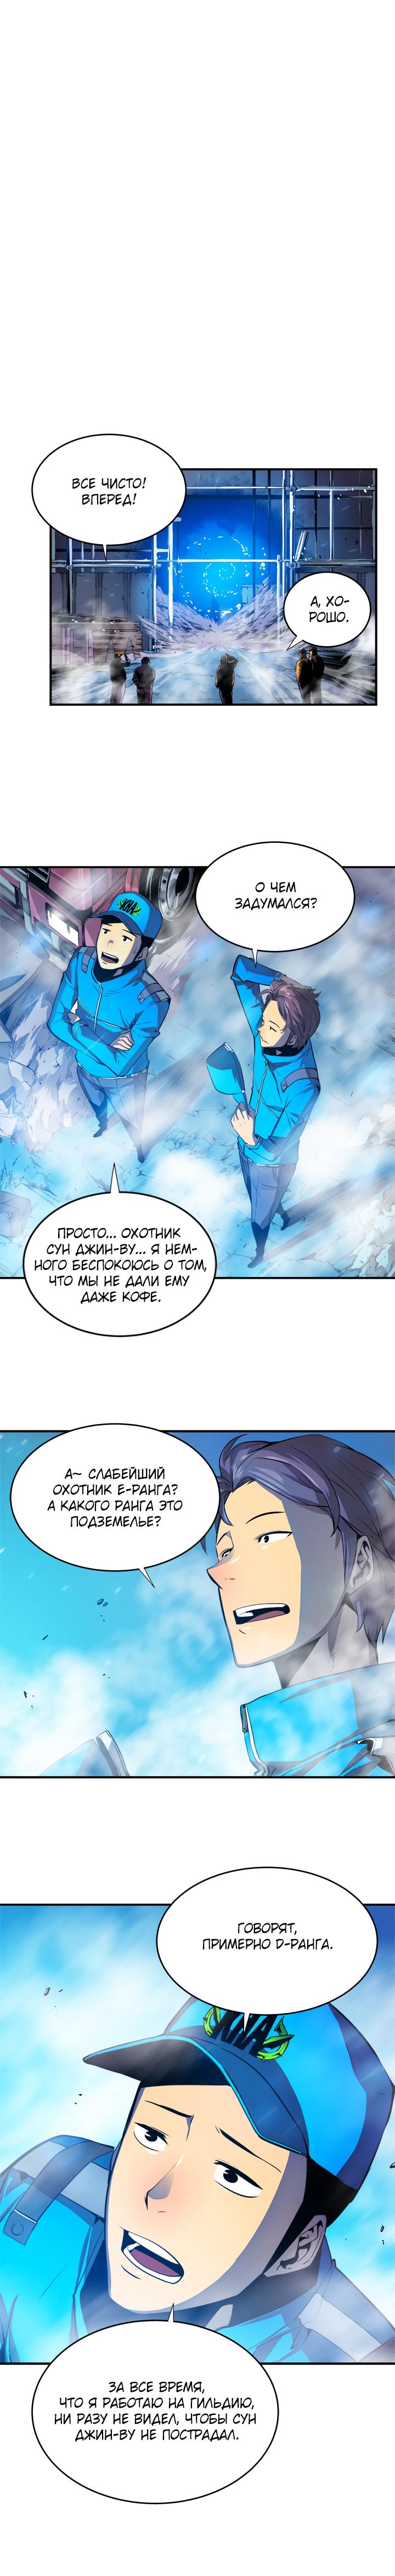 ВСЕ ЧИСТО!
ВПЕРЕД!
А, ХО-
РОШО.
О ЧЕМ
ЗАДУМАЛСЯ?
ПРОСТО... ОХОТНИК
СУН ДЖИН-ВУ... Я НЕМ-
НОГО БЕСПОКОЮСЬ О ТОМ,
ЧТО МЫ НЕ ДАЛИ ЕМУ
ДАЖЕ КОФЕ.
А~ СЛАБЕЙШИЙ
ОХОТНИК E-РАНГА?
А КАКОГО РАНГА ЭТО
ПОДЗЕМЕЛЬЕ?
ГОВОРЯТ,
ПРИМЕРНО D-РАНГА.
ЗА ВСЕ ВРЕМЯ,
ЧТО Я РАБОТАЮ НА ГИЛЬДИЮ,
НИ РАЗУ НЕ ВИДЕЛ, ЧТОБЫ СУН
ДЖИН-ВУ НЕ ПОСТРАДАЛ.